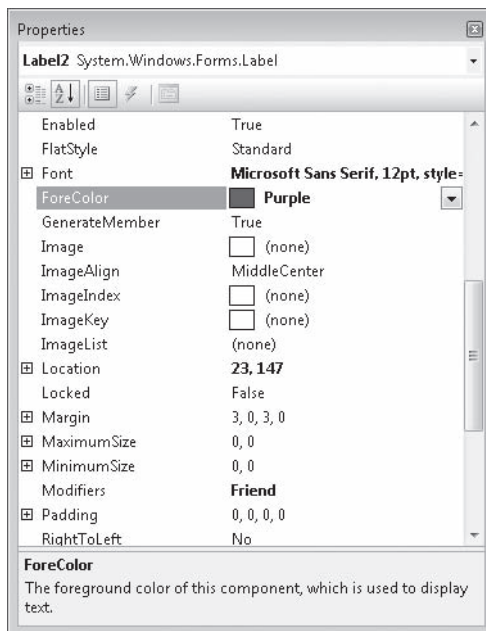 Properties
Label2 System.Windows.Forms.Label
Enabled True
FlatStyle Standard
Font Microsoft Sans Serif, 12pt, style=
ForeColor Purple
GenerateMember True
Image (none)
ImageAlign MiddleCenter
ImageIndex (none)
ImageKey (none)
ImageList (none)
Location 23, 147
Locked False
Margin 3, 0, 3, 0
MaximumSize 0, 0
MinimumSize 0, 0
Modifiers Friend
Padding 0, 0, 0, 0
RightToLeft No
ForeColor
The foreground color of this component, which is used to display
text.